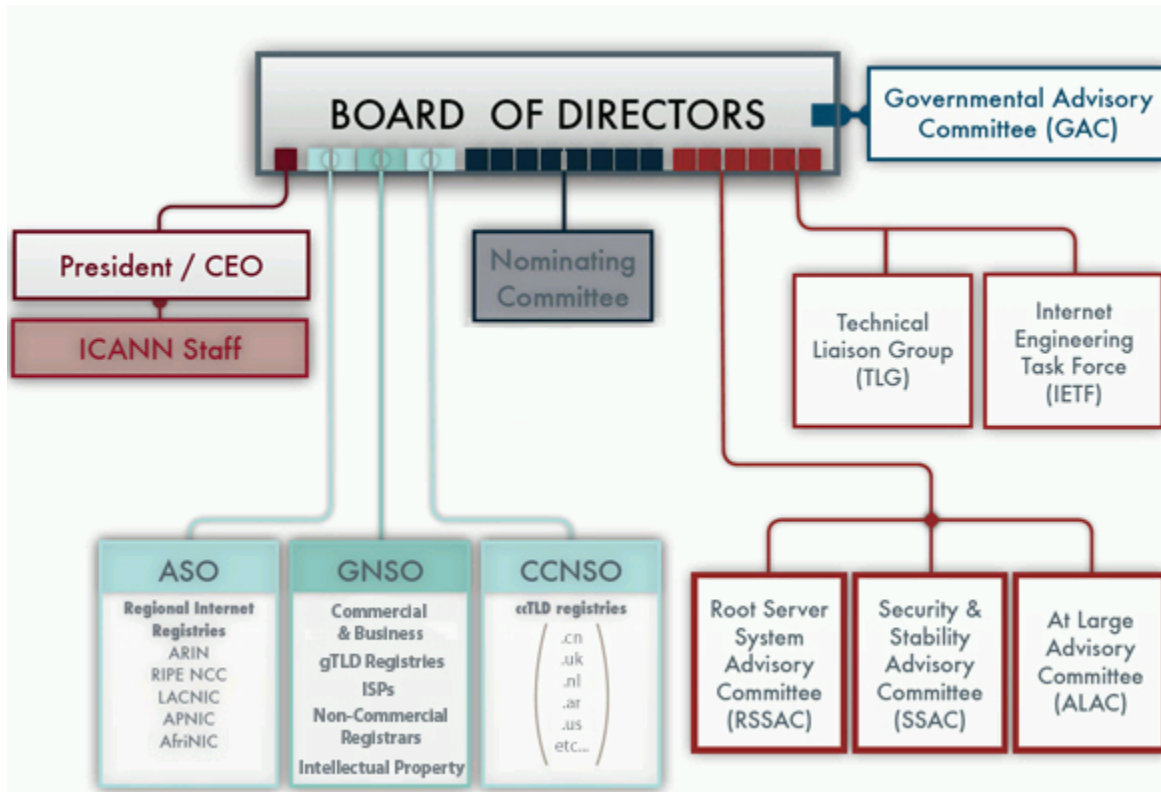 BOARD OF DIRECTORS
Governmental Advisory
Committee (GAC)
President / CEO
ICANN Staff
Nominating
Committee
Technical
Liaison Group
(TLG)
Internet
Engineering
Task Force
(IETF)
ASO
Regional Internet
Registries
ARIN
RIPE NCC
LACNIC
APNIC
AfriNIC
GNSO
Commercial
& Business
gTLD Registries
ISPs
Non-Commercial
Registrars
Intellectual Property
CCNSO
ccTLD registries
.cn
.uk
.nl
.ar
.us
etc...
Root Server
System
Advisory
Committee
(RSSAC)
Security &
Stability
Advisory
Committee
(SSAC)
At Large
Advisory
Committee
(ALAC)